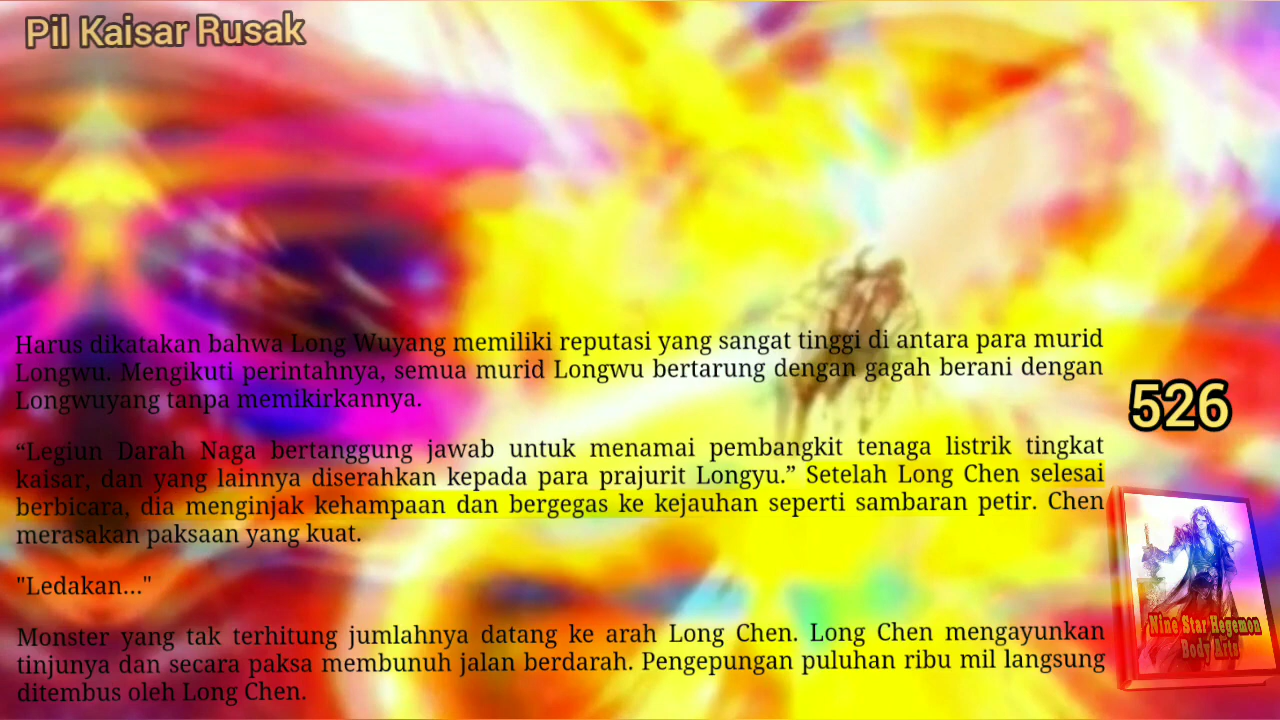 Pil Kaisar Rusak
Harus dikatakan bahwa Long Wuyang memiliki reputasi yang sangat tinggi di antara para murid
Longwu. Mengikuti perintahnya, semua murid Longwu bertarung dengan gagah berani dengan
Longwuyang tanpa memikirkannya.
“Legiun Darah Naga bertanggung jawab untuk menamai pembangkit tenaga listrik tingkat
kaisar, dan yang lainnya diserahkan kepada para prajurit Longyu.” Setelah Long Chen selesai
berbicara, dia menginjak kehampaan dan bergegas ke kejauhan seperti sambaran petir. Chen
merasakan paksaan yang kuat.
"Ledakan..."
Monster yang tak terhitung jumlahnya datang ke arah Long Chen. Long Chen mengayunkan
tinjunya dan secara paksa membunuh jalan berdarah. Pengepungan puluhan ribu mil langsung
ditembus oleh Long Chen.
526
Nine Star Hegemon
Body Arts